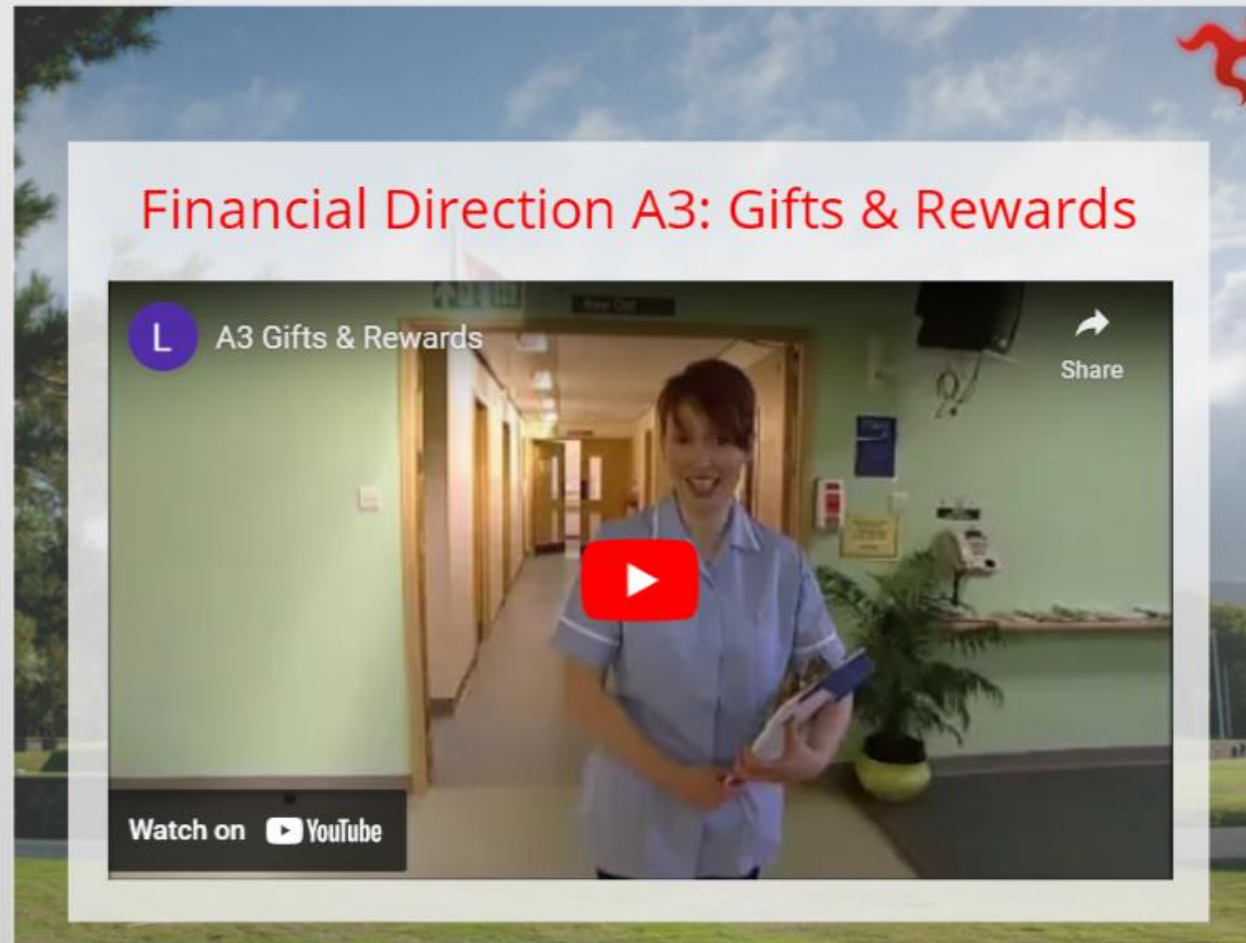 Financial Direction A3: Gifts & Rewards
L
A3 Gifts & Rewards
Share
Watch on YouTube